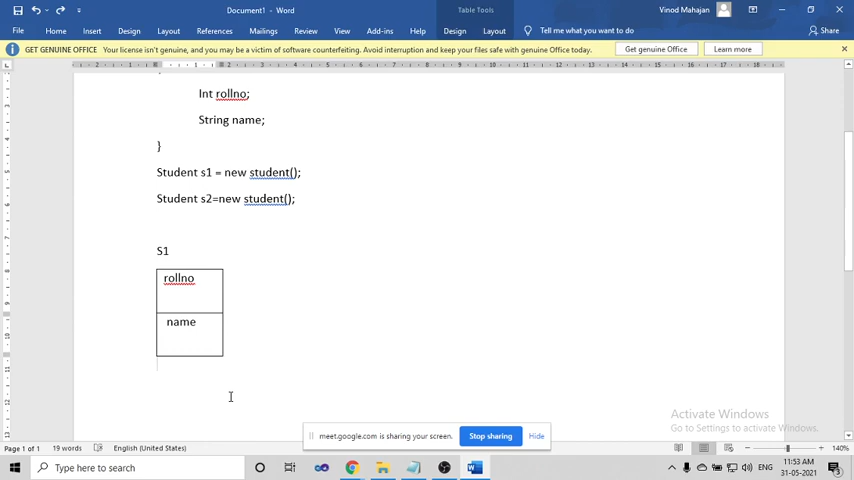 Document1 - Word
Table Tools
Vinod Mahajan
File Home Insert Design Layout References Mailings Review View Add-ins Help Design Layout Tell me what you want to do Share
GET GENUINE OFFICE Your license isn't genuine, and you may be a victim of software counterfeiting. Avoid interruption and keep your files safe with genuine Office today. Get genuine Office Learn more
Int rollno;
String name;
}
Student s1 = new student();
Student s2=new student();
S1
rollno
name
meet.google.com is sharing your screen. Stop sharing Hide
Activate Windows
Go to Settings to activate Windows.
Page 1 of 1 19 words English (United States) 140%
Type here to search
ENG
11:53 AM
31-05-2021
3